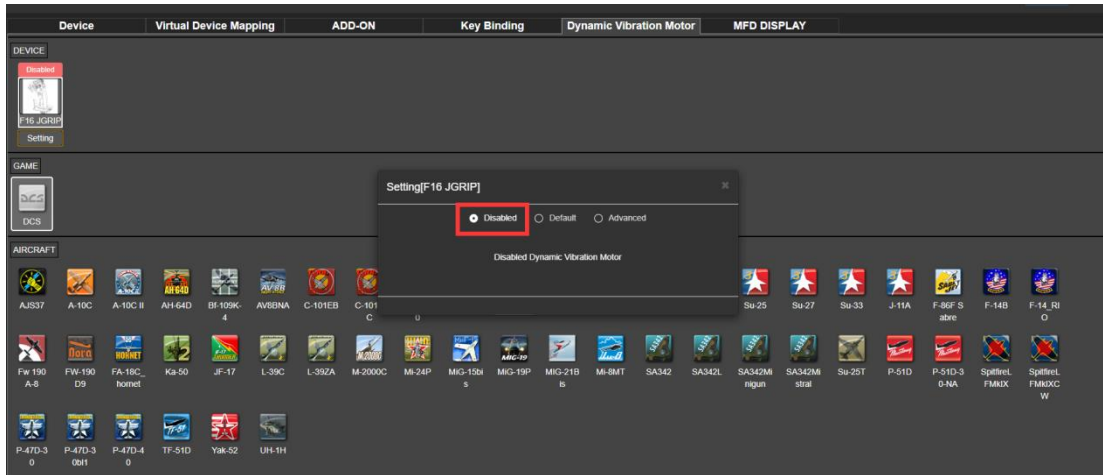 Device Virtual Device Mapping ADD-ON Key Binding Dynamic Vibration Motor MFD DISPLAY
DEVICE
Disabled
F16 JGRIP
Setting
GAME
DCS
Setting[F16 JGRIP]
Disabled Default Advanced
Disabled Dynamic Vibration Motor
AIRCRAFT
AJS37 A-10C A-10C II AH-64D Bf-109K-4 AV8BNA C-101EB Su-25 Su-27 Su-33 J-11A F-86F Sabre F-14B F-14_RIO
Fw 190 A-8 FW-190 D9 FA-18C_hornet Ka-50 JF-17 L-39C L-39ZA M-2000C Mi-24P MiG-15bis MiG-19P MiG-21Bis Mi-8MT SA342 SA342L SA342Minigun SA342Mistral Su-25T P-51D P-51D-30-NA SpitfireLFMkIX SpitfireLFMkIXCW
P-47D-30 P-47D-30bl1 P-47D-40 TF-51D Yak-52 UH-1H